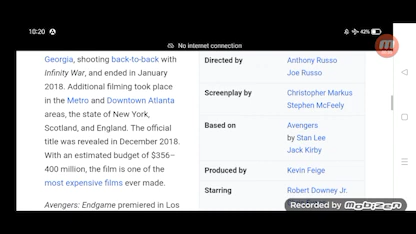 10:20
42%
No internet connection
Georgia, shooting back-to-back with
Infinity War, and ended in January
2018. Additional filming took place
in the Metro and Downtown Atlanta
areas, the state of New York,
Scotland, and England. The official
title was revealed in December 2018.
With an estimated budget of $356–
400 million, the film is one of the
most expensive films ever made.
Avengers: Endgame premiered in Los
Directed by
Anthony Russo
Joe Russo
Screenplay by
Christopher Markus
Stephen McFeely
Based on
Avengers
by Stan Lee
Jack Kirby
Produced by
Kevin Feige
Starring
Robert Downey Jr.
Recorded by
MOBIZEN